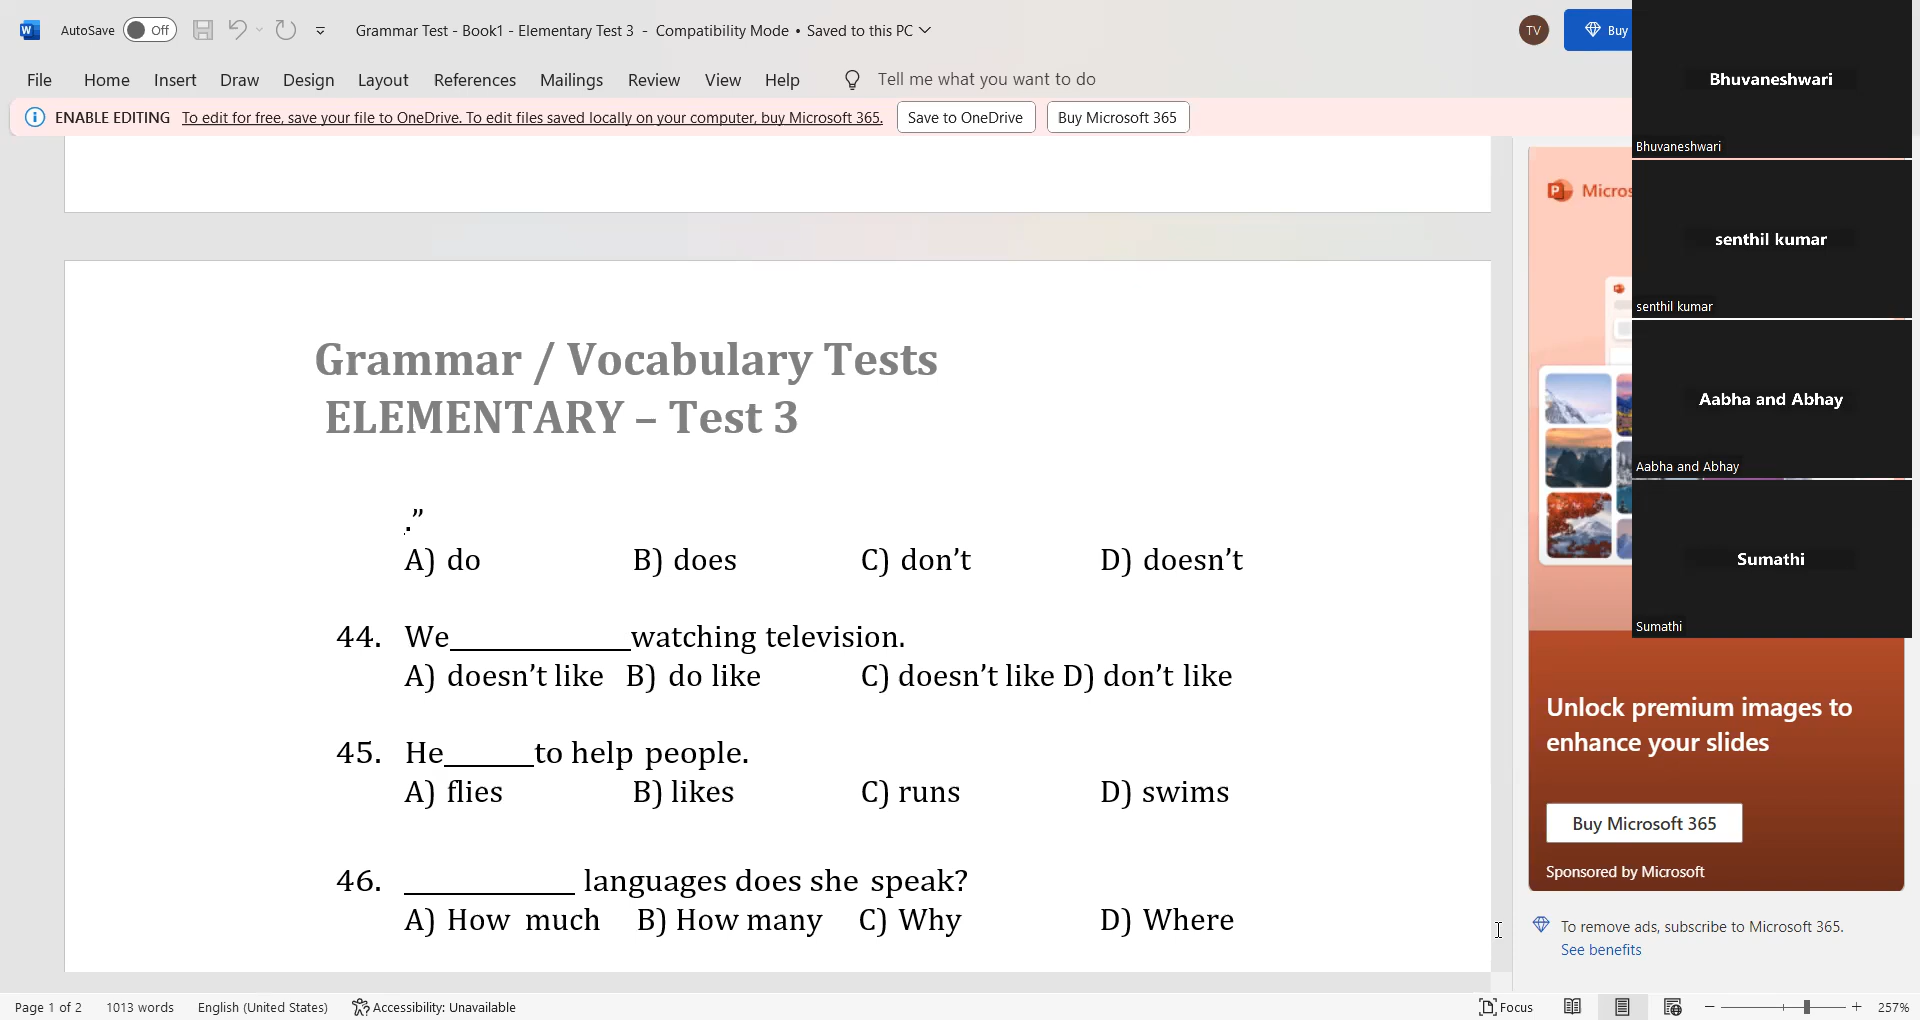 AutoSave Off
Grammar Test - Book1 - Elementary Test 3 - Compatibility Mode • Saved to this PC
TV
Buy
File Home Insert Draw Design Layout References Mailings Review View Help Tell me what you want to do
ENABLE EDITING To edit for free, save your file to OneDrive. To edit files saved locally on your computer, buy Microsoft 365. Save to OneDrive Buy Microsoft 365
Grammar / Vocabulary Tests
ELEMENTARY – Test 3
.”
A) do B) does C) don’t D) doesn’t
44. We____________watching television.
A) doesn’t like B) do like C) doesn’t like D) don’t like
45. He______to help people.
A) flies B) likes C) runs D) swims
46. ___________ languages does she speak?
A) How much B) How many C) Why D) Where
Bhuvaneshwari
Bhuvaneshwari
senthil kumar
senthil kumar
Aabha and Abhay
Aabha and Abhay
Sumathi
Sumathi
Unlock premium images to
enhance your slides
Buy Microsoft 365
Sponsored by Microsoft
To remove ads, subscribe to Microsoft 365.
See benefits
Page 1 of 2 1013 words English (United States) Accessibility: Unavailable Focus 257%